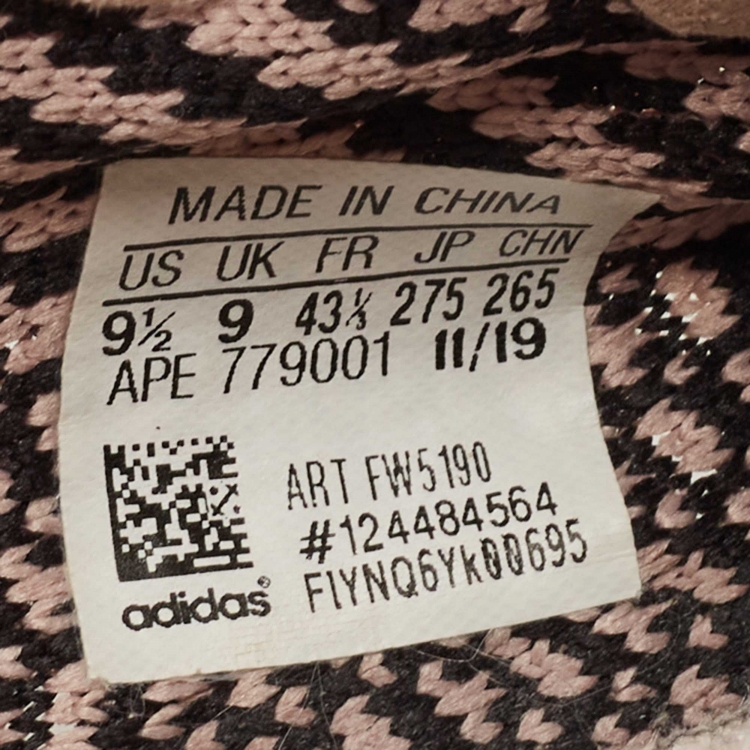 MADE IN CHINA
US UK FR JP CHN
9½ 9 43⅓ 275 265
APE 779001 11/19
ART FW5190
#124484564
FIYNQ6Yk00695
adidas®